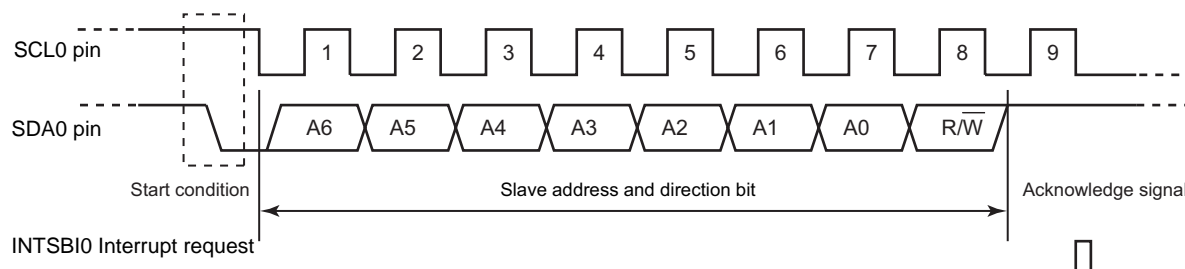 SCL0 pin 1 2 3 4 5 6 7 8 9
SDA0 pin A6 A5 A4 A3 A2 A1 A0 R/W̅
Start condition Slave address and direction bit Acknowledge signal
INTSBI0 Interrupt request